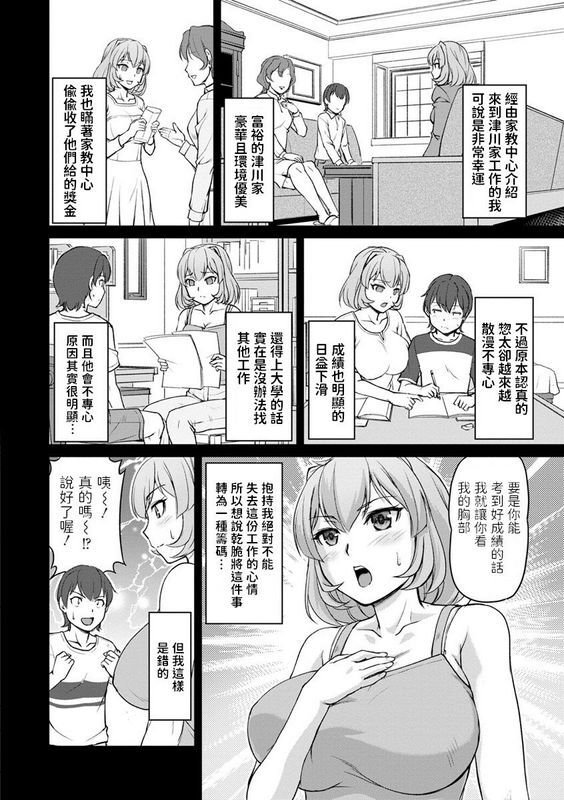 經由家教中心介紹
來到津川家工作的我
可說是非常幸運
富裕的津川家
豪華且環境優美
我也瞞著家教中心
偷偷收了他們給的獎金
不過原本認真的
惣太卻越來越
散漫不專心
成績也明顯的
日益下滑
還得上大學的話
實在是沒辦法找
其他工作
而且他會不專心
原因其實很明顯…
要是你能
考到好成績的話
我就讓你看
我的胸部
抱持我絕對不能
失去這份工作的心情
所以想說乾脆將這件事
轉為一種籌碼…
咦~!
真的嗎~!?
說好了喔!
但我這樣
是錯的